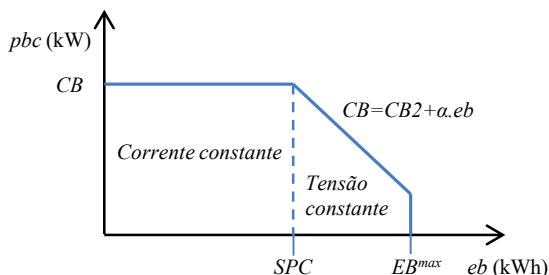 pbc (kW)
CB
CB=CB2+α.eb
Corrente constante
Tensão
constante
SPC
EB^max
eb (kWh)